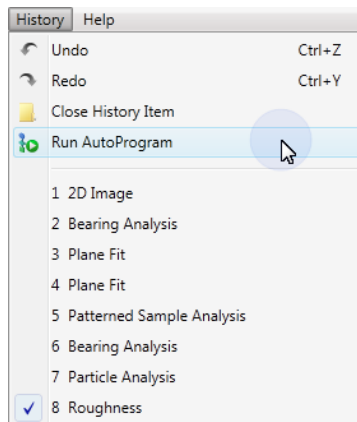 History Help
Undo Ctrl+Z
Redo Ctrl+Y
Close History Item
Run AutoProgram
1 2D Image
2 Bearing Analysis
3 Plane Fit
4 Plane Fit
5 Patterned Sample Analysis
6 Bearing Analysis
7 Particle Analysis
8 Roughness